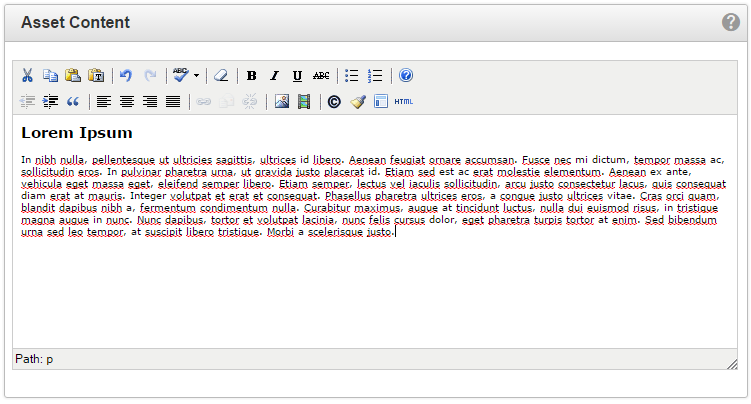 Asset Content
?
ABC B I U ABC ?
“ © HTML
Lorem Ipsum
In nibh nulla, pellentesque ut ultricies sagittis, ultrices id libero. Aenean feugiat ornare accumsan. Fusce nec mi dictum, tempor massa ac,
sollicitudin eros. In pulvinar pharetra urna, ut gravida justo placerat id. Etiam sed est ac erat molestie elementum. Aenean ex ante,
vehicula eget massa eget, eleifend semper libero. Etiam semper, lectus vel iaculis sollicitudin, arcu justo consectetur lacus, quis consequat
diam erat at mauris. Integer volutpat et erat et consequat. Phasellus pharetra ultrices eros, a congue justo ultrices vitae. Cras orci quam,
blandit dapibus nibh a, fermentum condimentum nulla. Curabitur maximus, augue at tincidunt luctus, nulla dui euismod risus, in tristique
magna augue in nunc. Nunc dapibus, tortor et volutpat lacinia, nunc felis cursus dolor, eget pharetra turpis tortor at enim. Sed bibendum
urna sed leo tempor, at suscipit libero tristique. Morbi a scelerisque justo.
Path: p